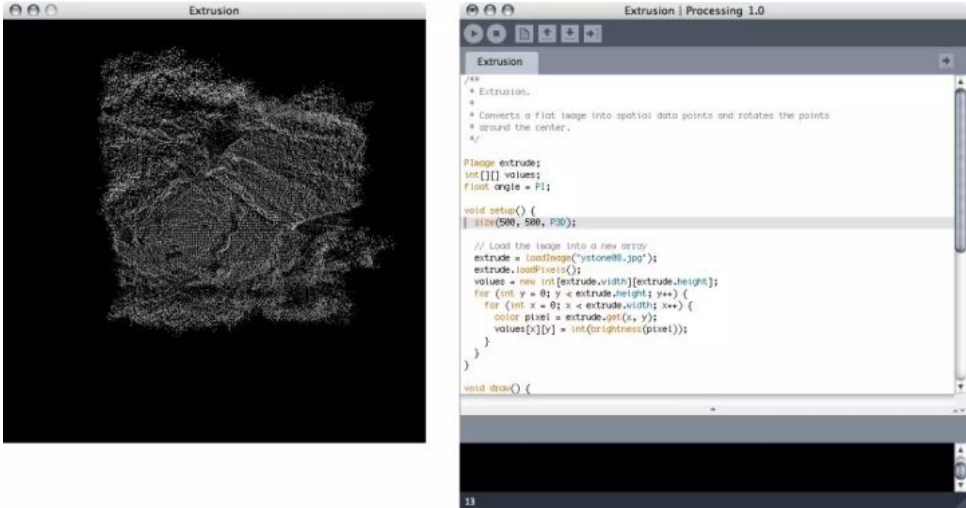 Extrusion
Extrusion | Processing 1.0
Extrusion
/**
 * Extrusion.
 *
 * Converts a flat image into spatial data points and rotates the points
 * around the center.
 */
PImage extrude;
int[][] values;
float angle = PI;
void setup() {
  size(500, 500, P3D);
  // Load the image into a new array
  extrude = loadImage("ystone08.jpg");
  extrude.loadPixels();
  values = new int[extrude.width][extrude.height];
  for (int y = 0; y < extrude.height; y++) {
    for (int x = 0; x < extrude.width; x++) {
      color pixel = extrude.get(x, y);
      values[x][y] = int(brightness(pixel));
    }
  }
}
void draw() {
13